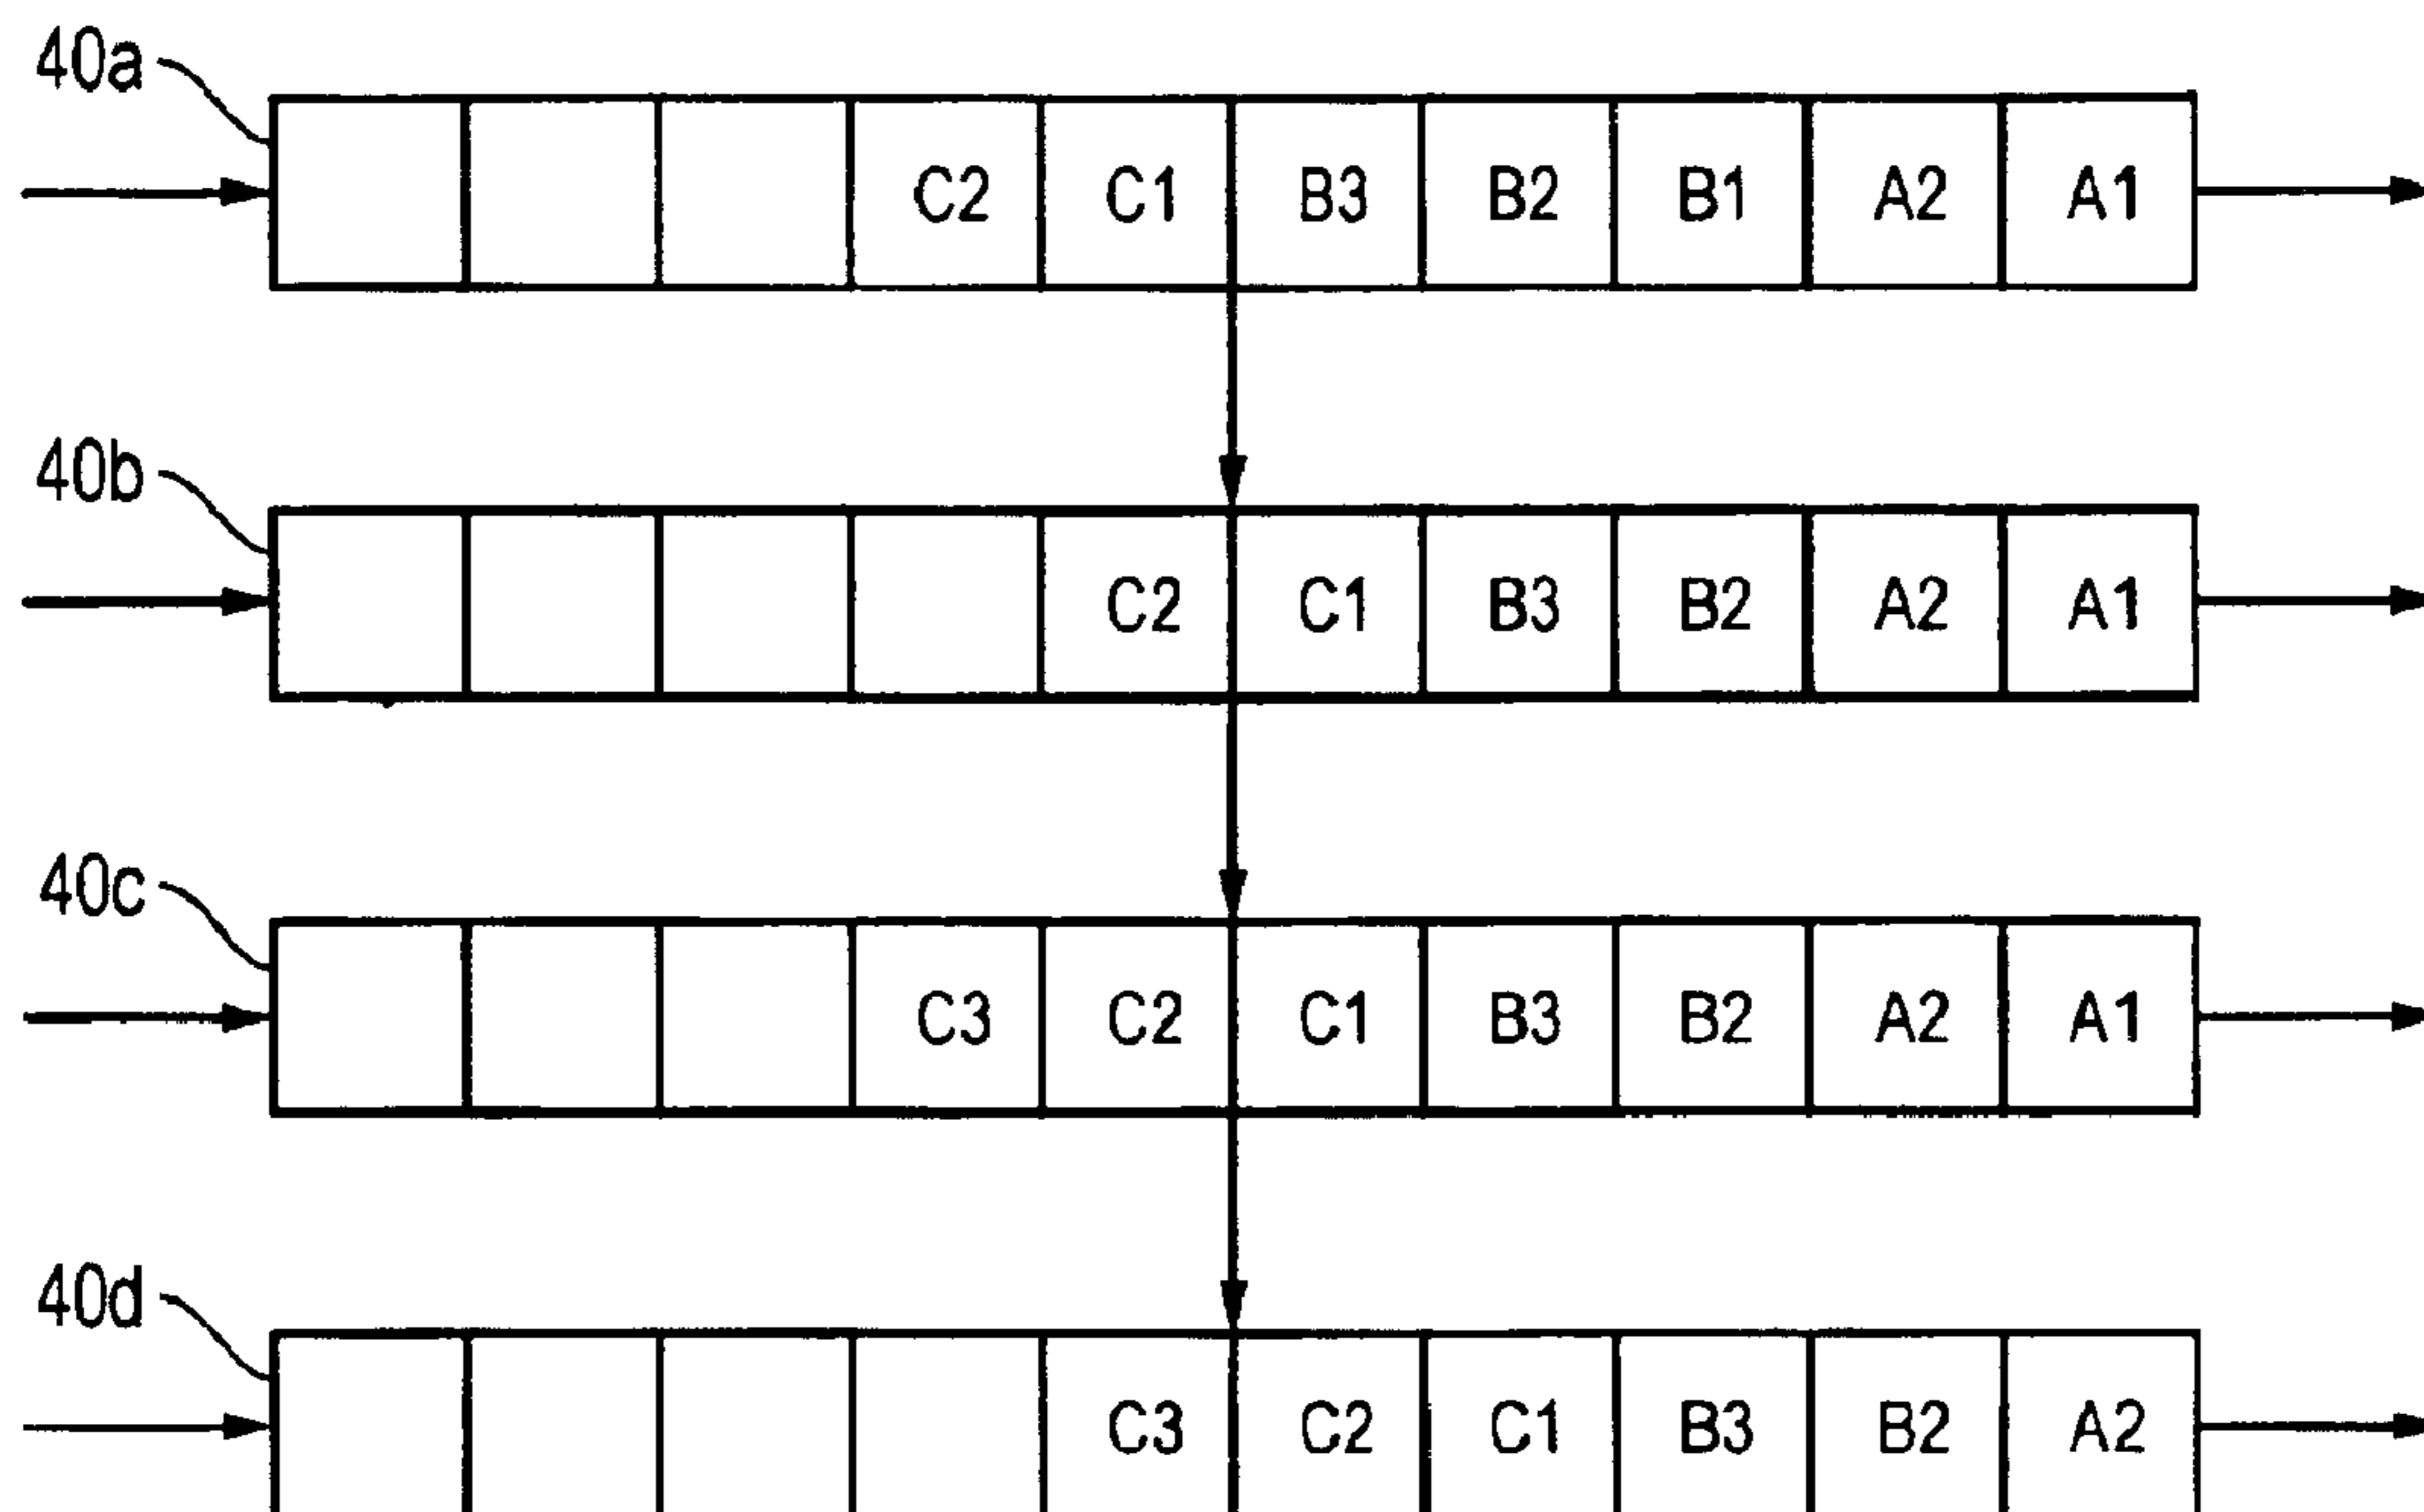 40a
C2 C1 B3 B2 B1 A2 A1
40b
C2 C1 B3 B2 A2 A1
40c
C3 C2 C1 B3 B2 A2 A1
40d
C3 C2 C1 B3 B2 A2